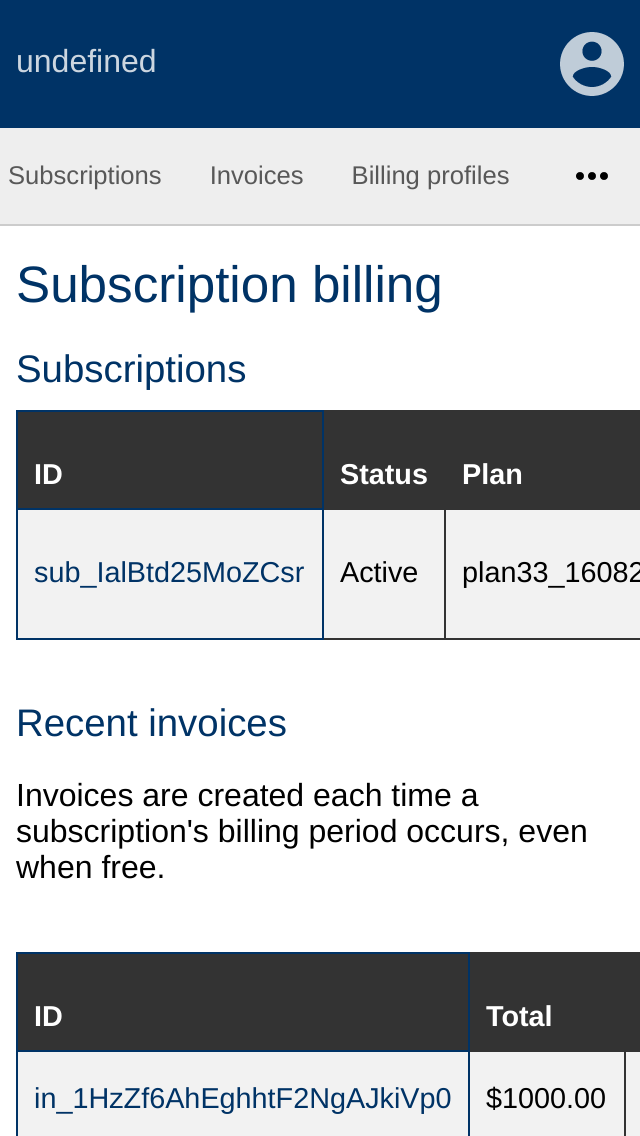 undefined
Subscriptions Invoices Billing profiles •••
Subscription billing
Subscriptions
ID Status Plan
sub_IalBtd25MoZCsr Active plan33_16082
Recent invoices
Invoices are created each time a
subscription's billing period occurs, even
when free.
ID Total
in_1HzZf6AhEghhtF2NgAJkiVp0 $1000.00